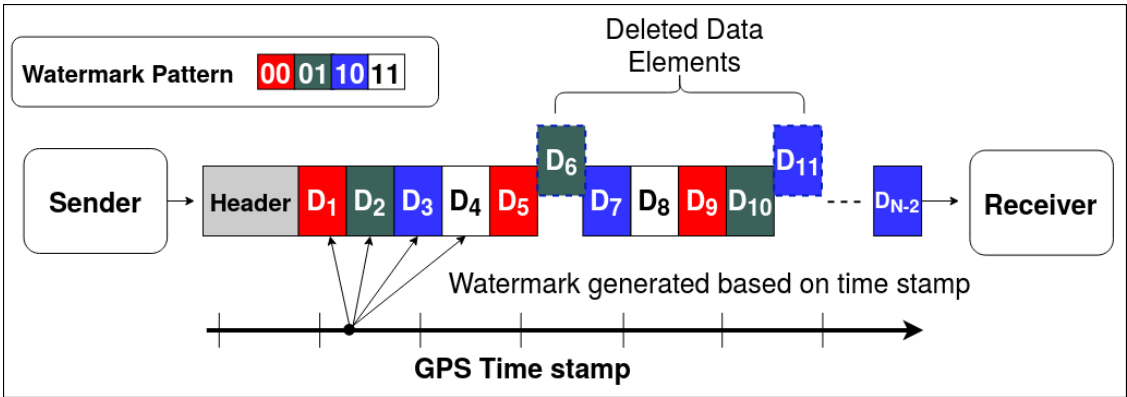 Deleted Data
Elements
Watermark Pattern 00 01 10 11
Sender
Header D1 D2 D3 D4 D5 D6 D7 D8 D9 D10 D11 DN-2
Receiver
Watermark generated based on time stamp
GPS Time stamp